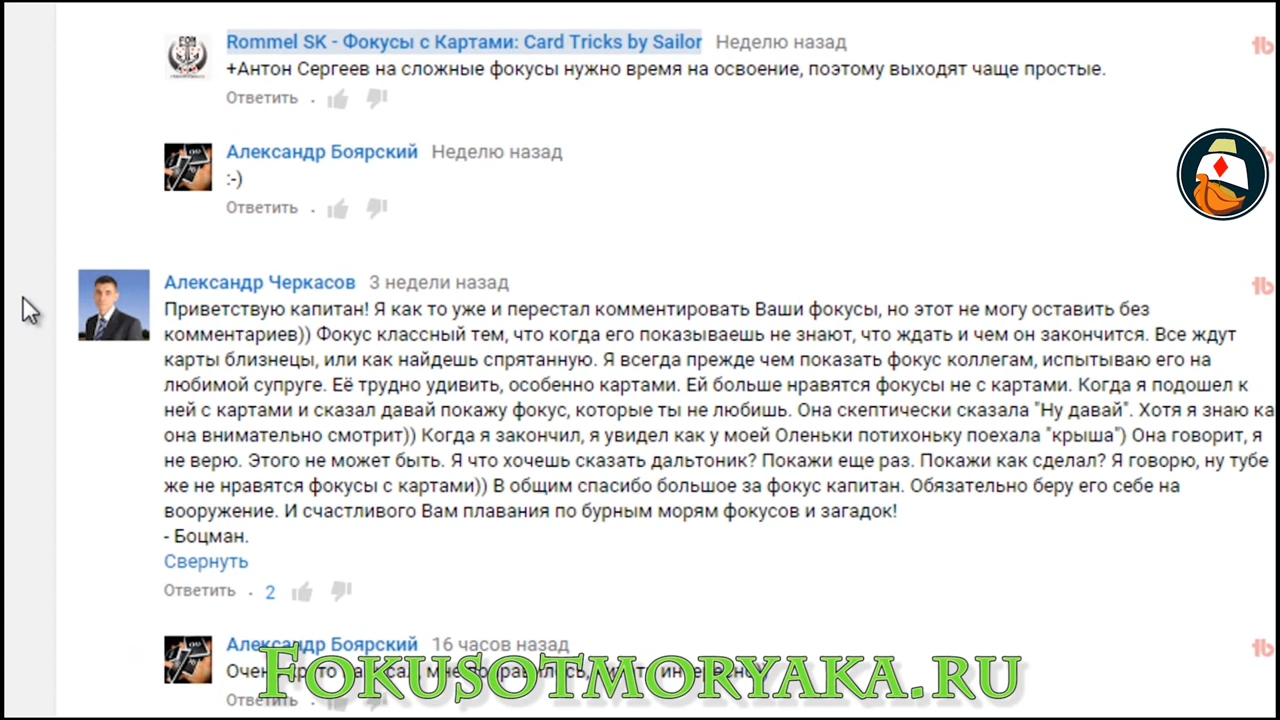 Rommel SK - Фокусы с Картами: Card Tricks by Sailor Неделю назад
+Антон Сергеев на сложные фокусы нужно время на освоение, поэтому выходят чаще простые.
Ответить ·
Александр Боярский Неделю назад
:-)
Ответить ·
Александр Черкасов 3 недели назад
Приветствую капитан! Я как то уже и перестал комментировать Ваши фокусы, но этот не могу оставить без
комментариев)) Фокус классный тем, что когда его показываешь не знают, что ждать и чем он закончится. Все ждут
карты близнецы, или как найдешь спрятанную. Я всегда прежде чем показать фокус коллегам, испытываю его на
любимой супруге. Её трудно удивить, особенно картами. Ей больше нравятся фокусы не с картами. Когда я подошел к
ней с картами и сказал давай покажу фокус, которые ты не любишь. Она скептически сказала "Ну давай". Хотя я знаю ка
она внимательно смотрит)) Когда я закончил, я увидел как у моей Оленьки потихоньку поехала "крыша") Она говорит, я
не верю. Этого не может быть. Я что хочешь сказать дальтоник? Покажи еще раз. Покажи как сделал? Я говорю, ну тубе
же не нравятся фокусы с картами)) В общим спасибо большое за фокус капитан. Обязательно беру его себе на
вооружение. И счастливого Вам плавания по бурным морям фокусов и загадок!
- Боцман.
Свернуть
Ответить · 2
Александр Боярский 16 часов назад
Fokusotmoryaka.ru
Ответить